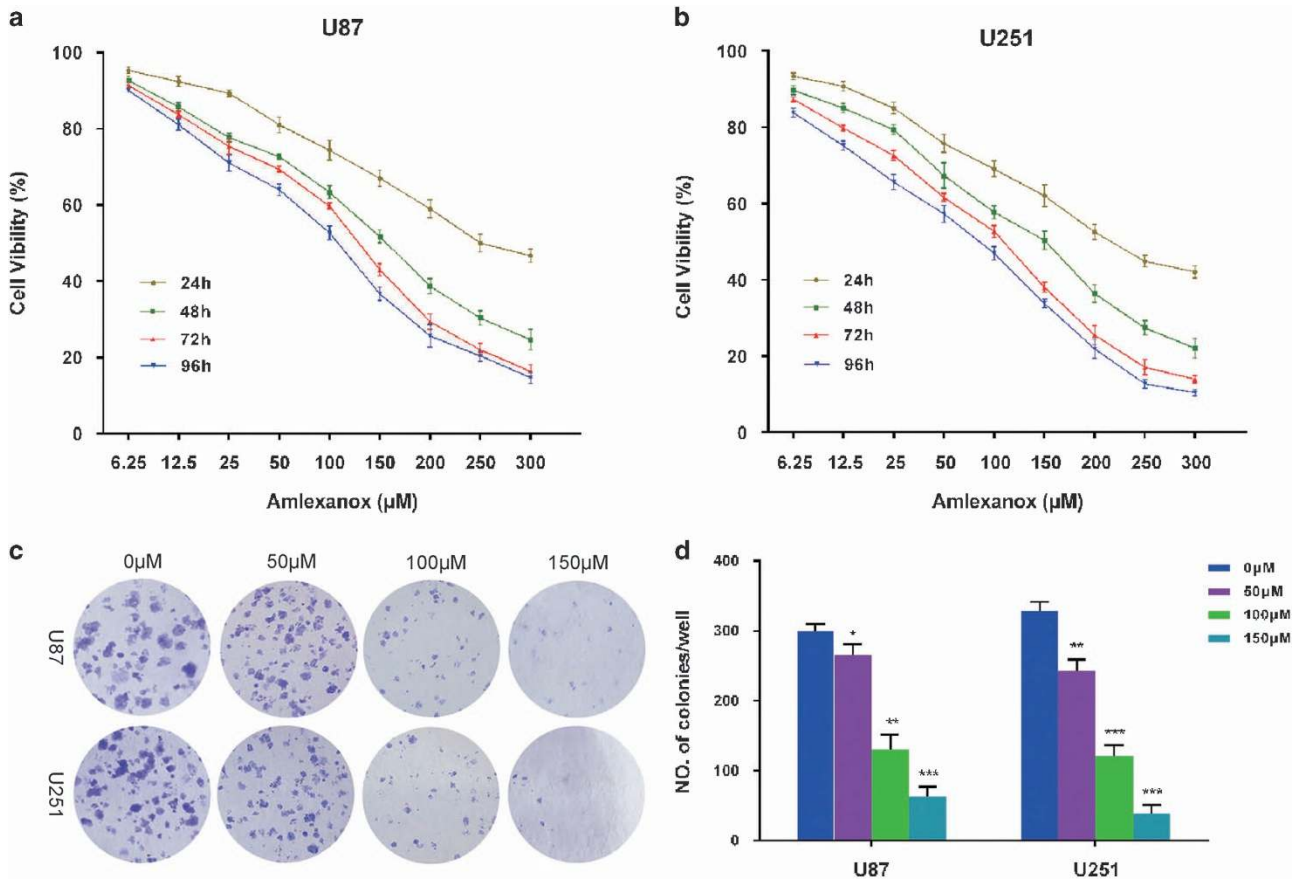 a
U87
Cell Vibility (%)
100
80
60
40
20
0
24h
48h
72h
96h
6.25 12.5 25 50 100 150 200 250 300
Amlexanox (µM)
b
U251
Cell Vibility (%)
100
80
60
40
20
0
24h
48h
72h
96h
6.25 12.5 25 50 100 150 200 250 300
Amlexanox (µM)
c
0µM 50µM 100µM 150µM
U87
U251
d
NO. of colonies/well
400
300
200
100
0
* ** ***
** *** ***
U87 U251
0µM
50µM
100µM
150µM